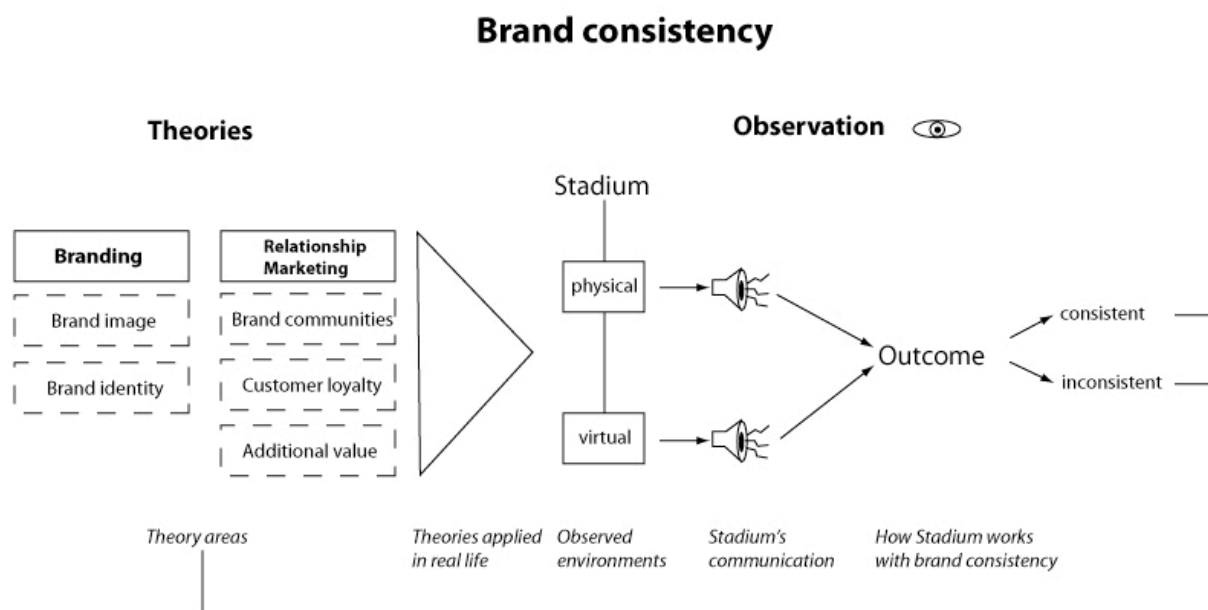 Brand consistency
Theories
Observation
Stadium
Branding
Brand image
Brand identity
Relationship
Marketing
Brand communities
Customer loyalty
Additional value
physical
virtual
Outcome
consistent
inconsistent
Theory areas
Theories applied
in real life
Observed
environments
Stadium's
communication
How Stadium works
with brand consistency